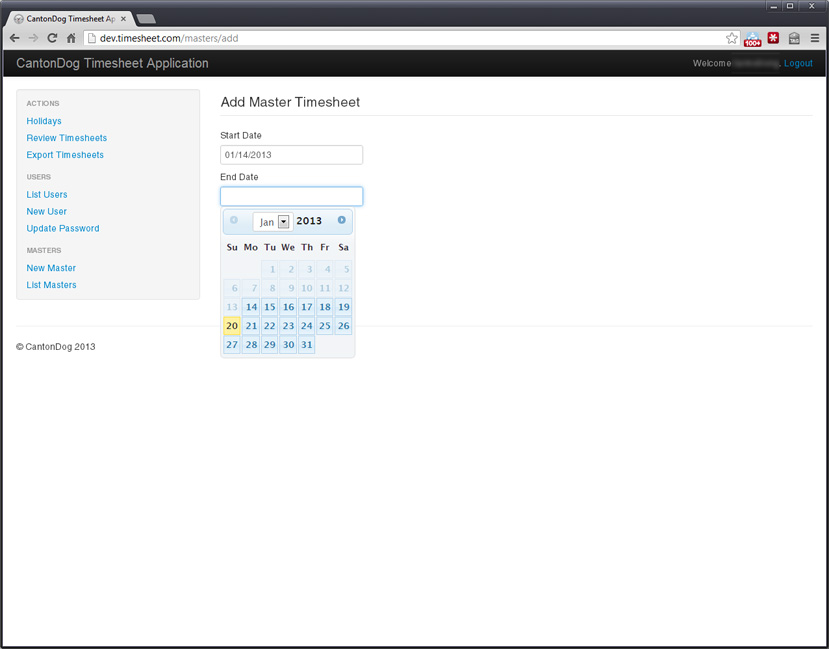 CantonDog Timesheet Ap
dev.timesheet.com/masters/add
100+
CantonDog Timesheet Application
Welcome
Logout
ACTIONS
Holidays
Review Timesheets
Export Timesheets
USERS
List Users
New User
Update Password
MASTERS
New Master
List Masters
Add Master Timesheet
Start Date
01/14/2013
End Date
Jan 2013
Su Mo Tu We Th Fr Sa
1 2 3 4 5
6 7 8 9 10 11 12
13 14 15 16 17 18 19
20 21 22 23 24 25 26
27 28 29 30 31
© CantonDog 2013